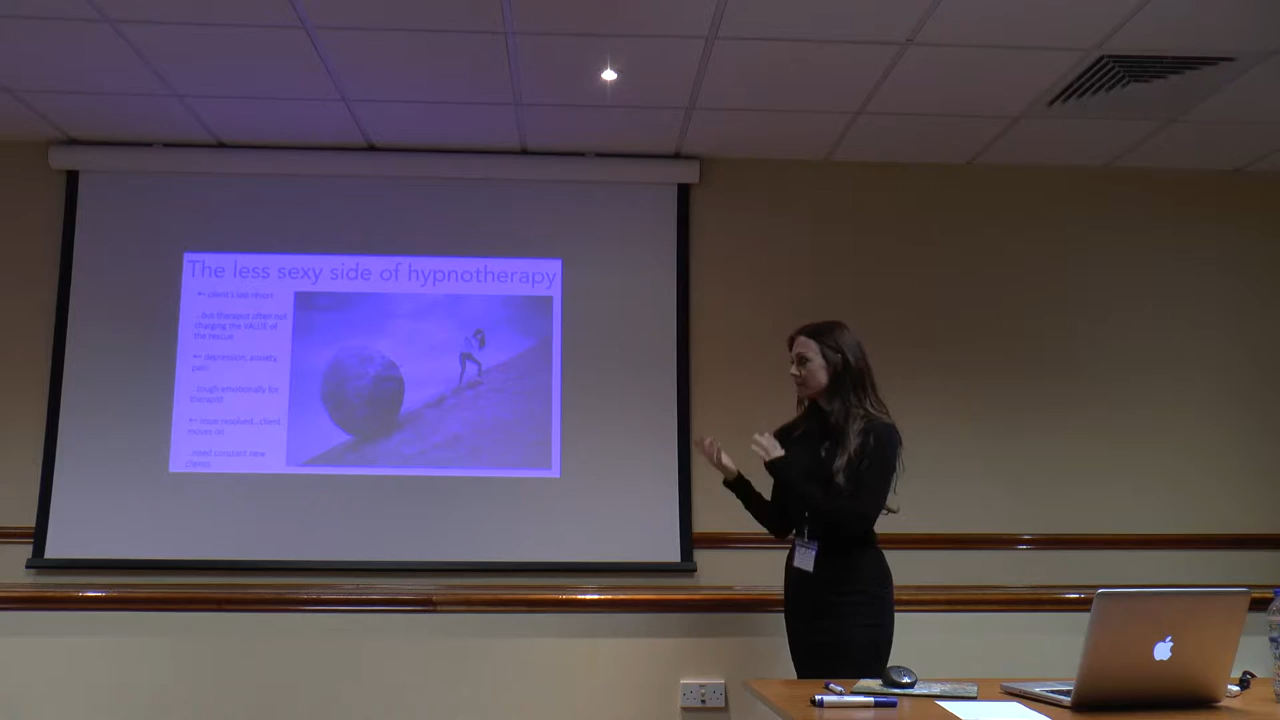 The less sexy side of hypnotherapy
← client's last resort
...but therapist often not
charging the VALUE of
the rescue
← depression, anxiety,
pain
...tough emotionally for
therapist
← issue resolved...client
moves on
...need constant new
clients